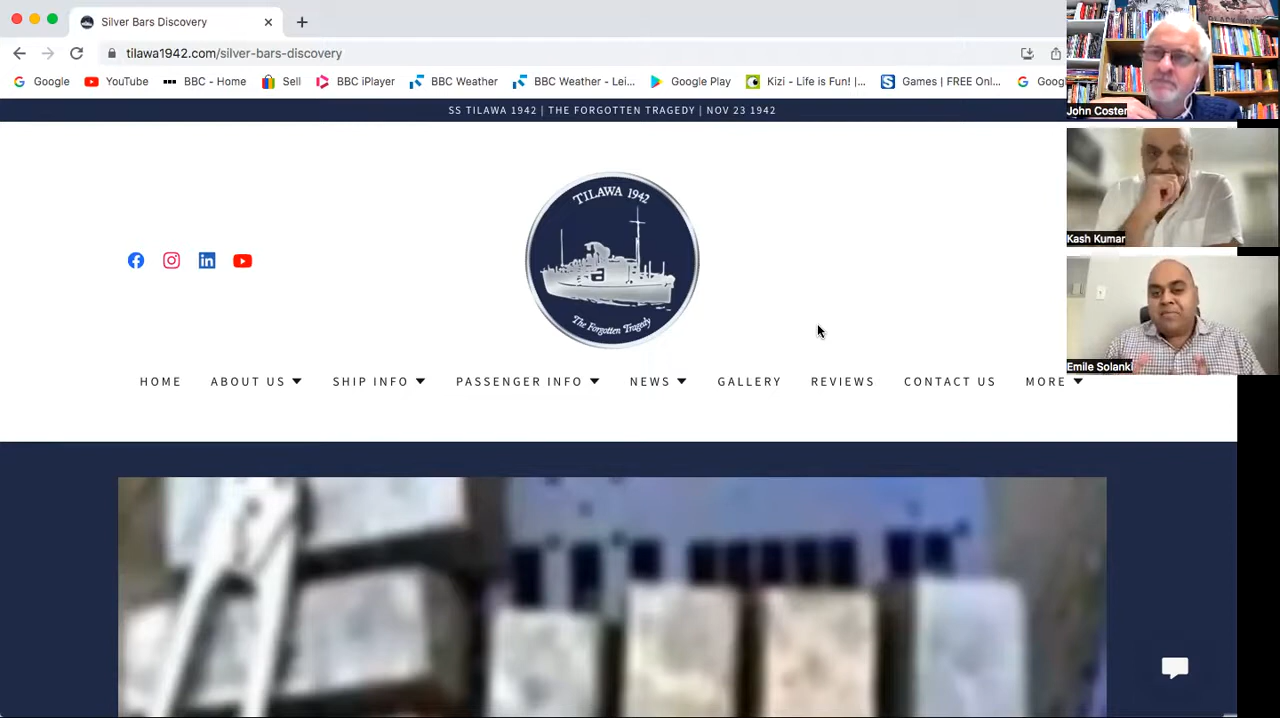 Silver Bars Discovery
tilawa1942.com/silver-bars-discovery
Google
YouTube
BBC - Home
Sell
BBC iPlayer
BBC Weather
BBC Weather - Lei...
Google Play
Kizi - Life is Fun! |...
Games | FREE Onl...
Goog
SS TILAWA 1942 | THE FORGOTTEN TRAGEDY | NOV 23 1942
TILAWA 1942
The Forgotten Tragedy
HOME
ABOUT US
SHIP INFO
PASSENGER INFO
NEWS
GALLERY
REVIEWS
CONTACT US
MORE
John Coster
Kash Kumar
Emile Solanki